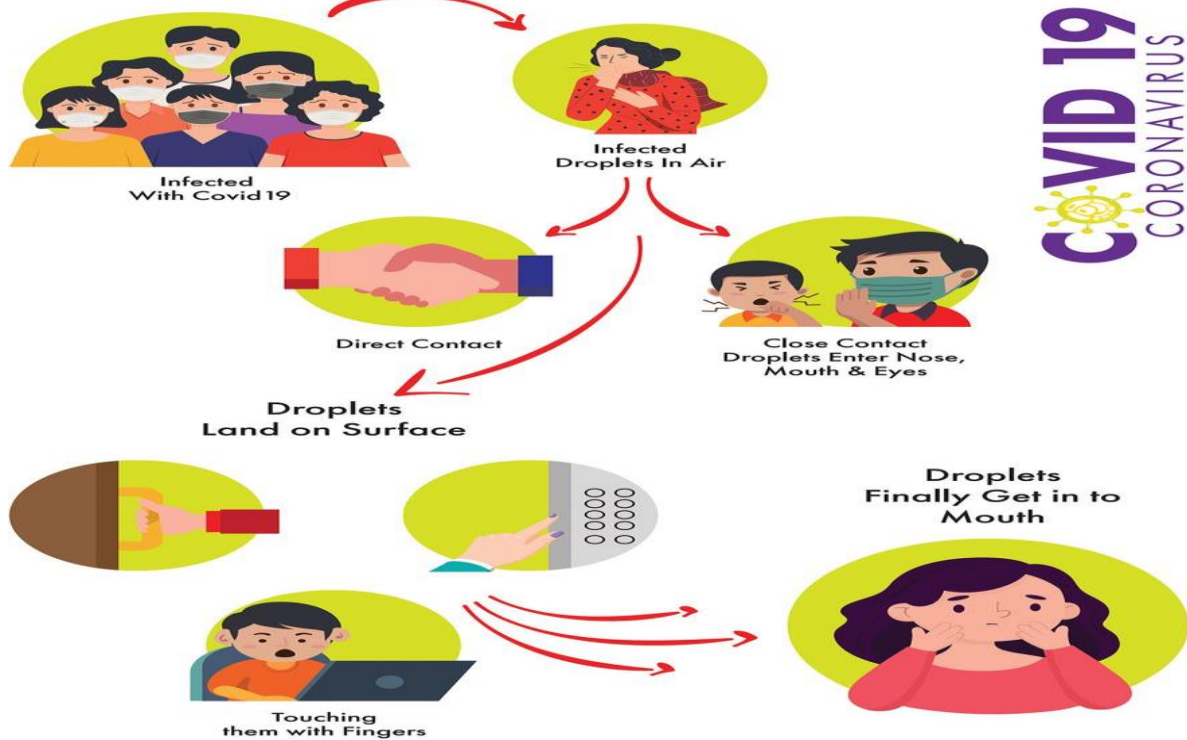 COVID 19
CORONAVIRUS
Infected
With Covid19
Infected
Droplets In Air
Direct Contact
Close Contact
Droplets Enter Nose,
Mouth & Eyes
Droplets
Land on Surface
Droplets
Finally Get in to
Mouth
Touching
them with Fingers